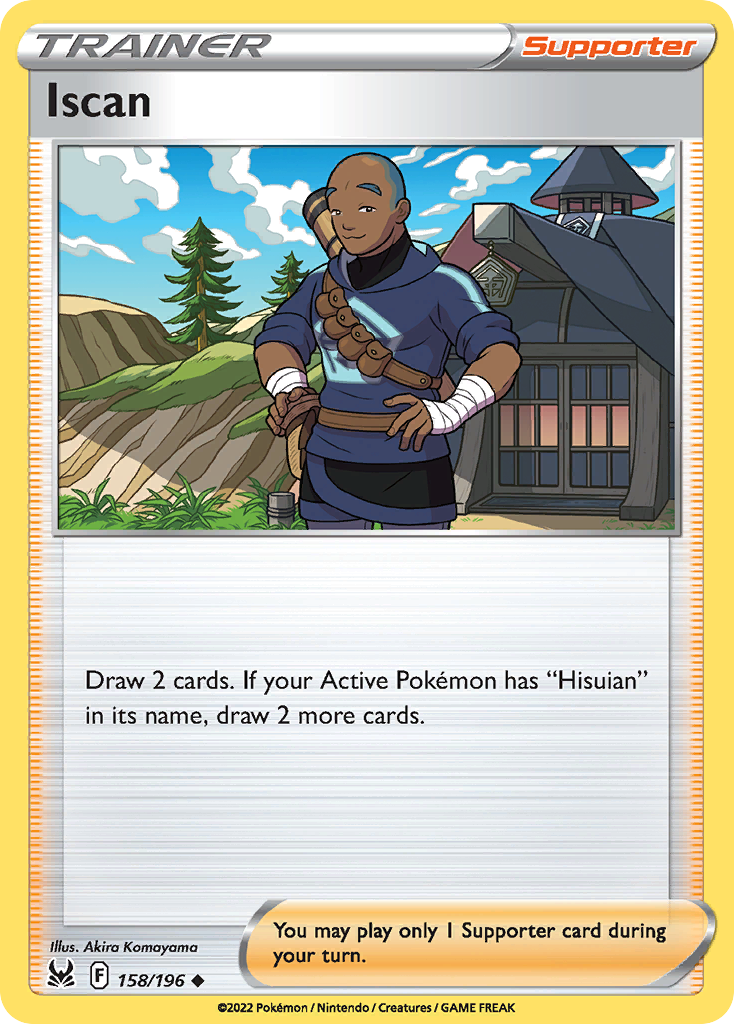 TRAINER
Supporter
Iscan
Draw 2 cards. If your Active Pokémon has “Hisuian”
in its name, draw 2 more cards.
Illus. Akira Komayama
You may play only 1 Supporter card during
your turn.
F
158/196
©2022 Pokémon / Nintendo / Creatures / GAME FREAK